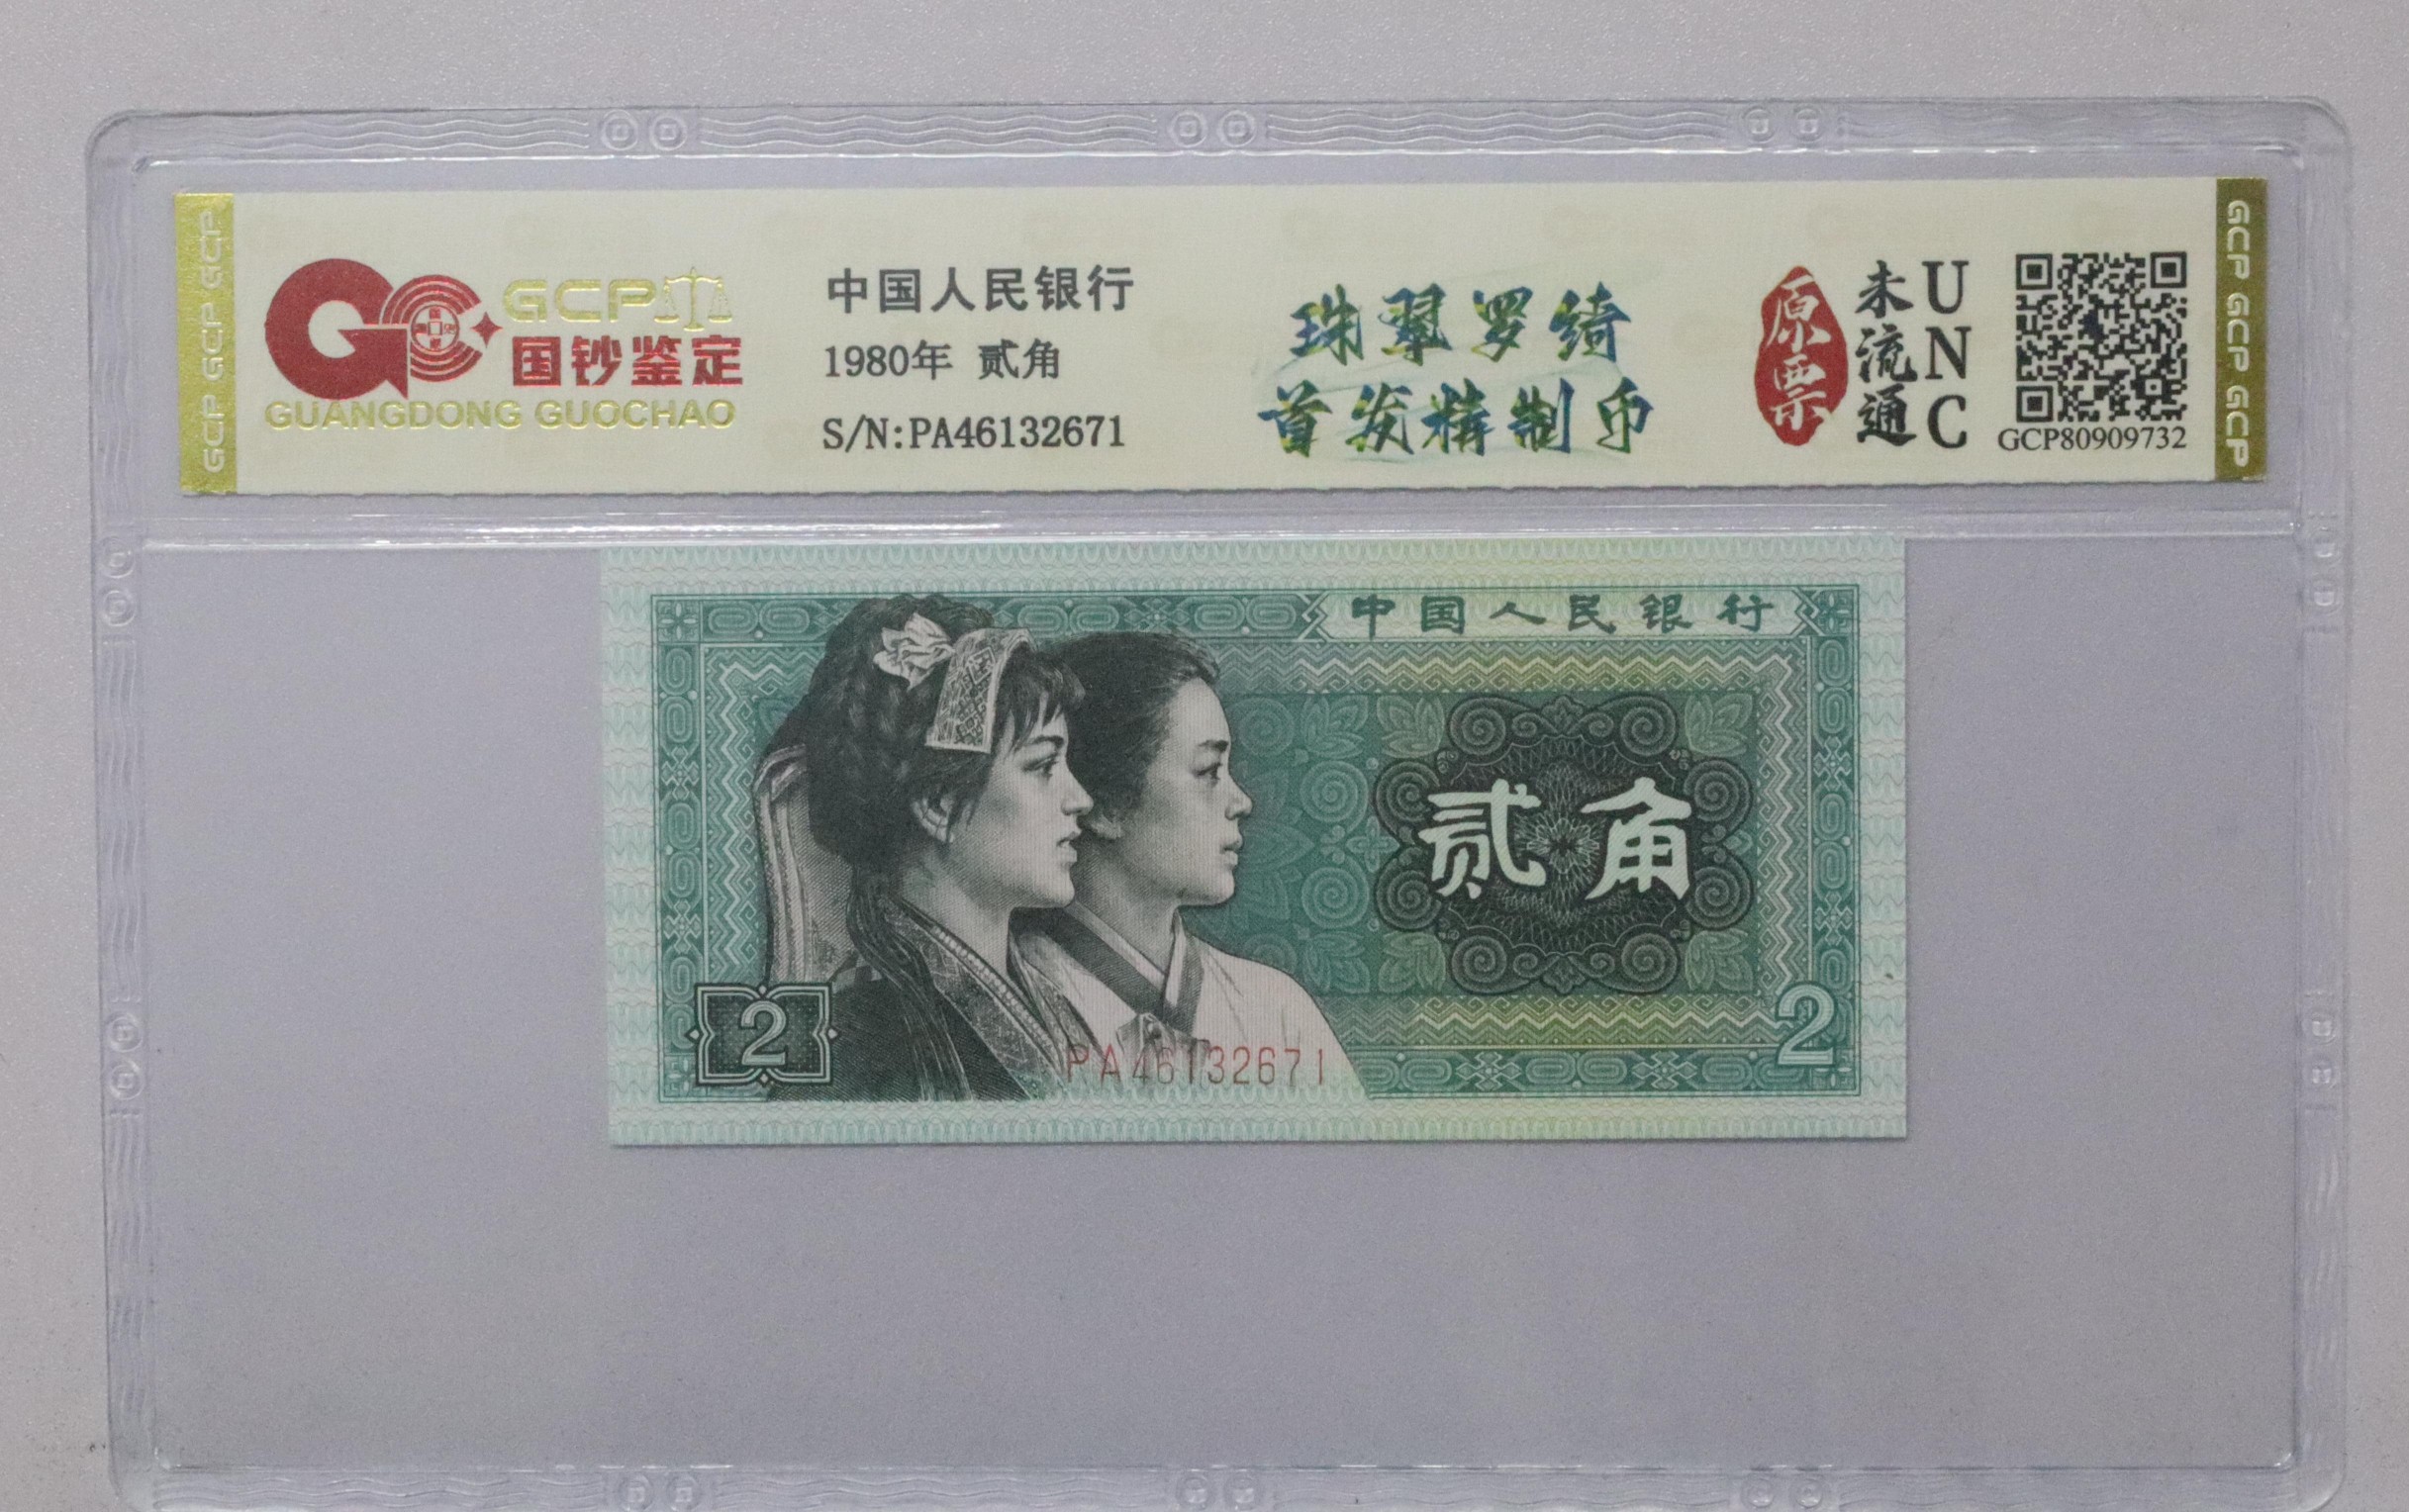 GCP GCP GCP GCP
GCP
国钞鉴定
GUANGDONG GUOCHAO
中国人民银行
1980年 贰角
S/N:PA46132671
珠翠罗绮
首发精制币
原票
未流通
UNC
GCP80909732
GCP GCP GCP GCP
中国人民银行
贰角
2
2
PA46132671